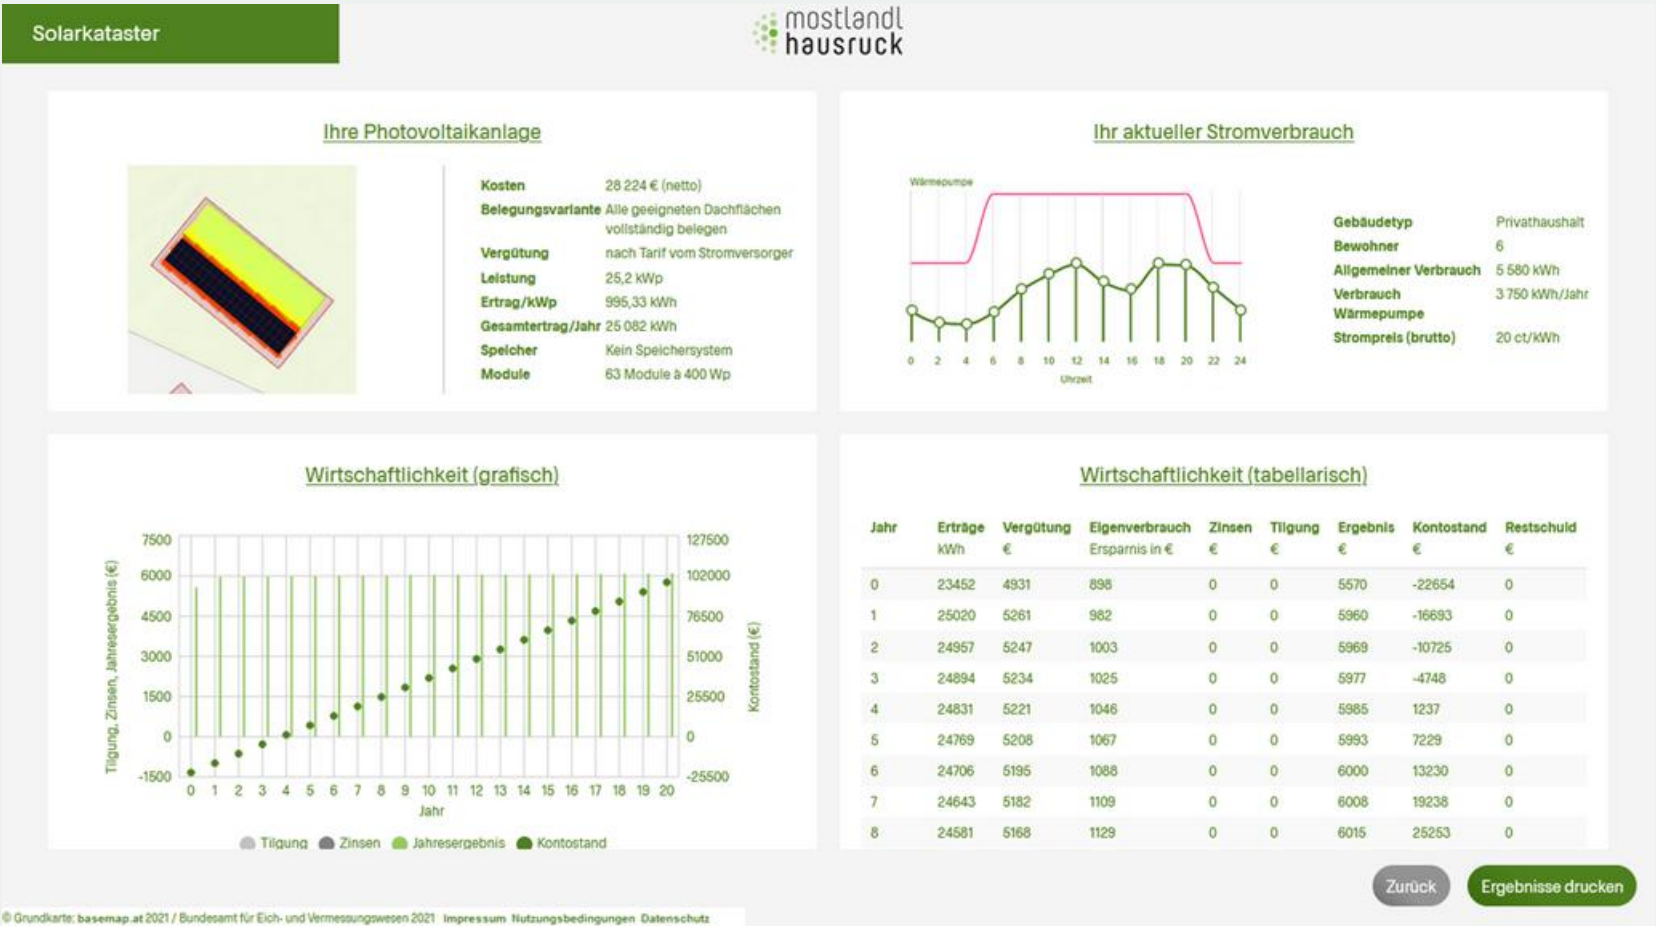 Solarkataster
mostlandl
hausruck
Ihre Photovoltaikanlage
Kosten 28 224 € (netto)
Belegungsvariante Alle geeigneten Dachflächen
vollständig belegen
Vergütung nach Tarif vom Stromversorger
Leistung 25,2 kWp
Ertrag/kWp 995,33 kWh
Gesamtertrag/Jahr 25 082 kWh
Speicher Kein Speichersystem
Module 63 Module à 400 Wp
Ihr aktueller Stromverbrauch
Wärmepumpe
0 2 4 6 8 10 12 14 16 18 20 22 24
Uhrzeit
Gebäudetyp Privathaushalt
Bewohner 6
Allgemeiner Verbrauch 5 580 kWh
Verbrauch 3 750 kWh/Jahr
Wärmepumpe
Strompreis (brutto) 20 ct/kWh
Wirtschaftlichkeit (grafisch)
Tilgung, Zinsen, Jahresergebnis (€)
7500 127500
6000 102000
4500 76500
3000 51000
1500 25500
0 0
-1500 -25500
Kontostand (€)
0 1 2 3 4 5 6 7 8 9 10 11 12 13 14 15 16 17 18 19 20
Jahr
Tilgung Zinsen Jahresergebnis Kontostand
Wirtschaftlichkeit (tabellarisch)
Jahr Erträge Vergütung Eigenverbrauch Zinsen Tilgung Ergebnis Kontostand Restschuld
kWh € Ersparnis in € € € € € €
0 23452 4931 898 0 0 5570 -22654 0
1 25020 5261 982 0 0 5960 -16693 0
2 24957 5247 1003 0 0 5969 -10725 0
3 24894 5234 1025 0 0 5977 -4748 0
4 24831 5221 1046 0 0 5985 1237 0
5 24769 5208 1067 0 0 5993 7229 0
6 24706 5195 1088 0 0 6000 13230 0
7 24643 5182 1109 0 0 6008 19238 0
8 24581 5168 1129 0 0 6015 25253 0
Zurück Ergebnisse drucken
© Grundkarte: basemap.at 2021 / Bundesamt für Eich- und Vermessungswesen 2021 Impressum Nutzungsbedingungen Datenschutz